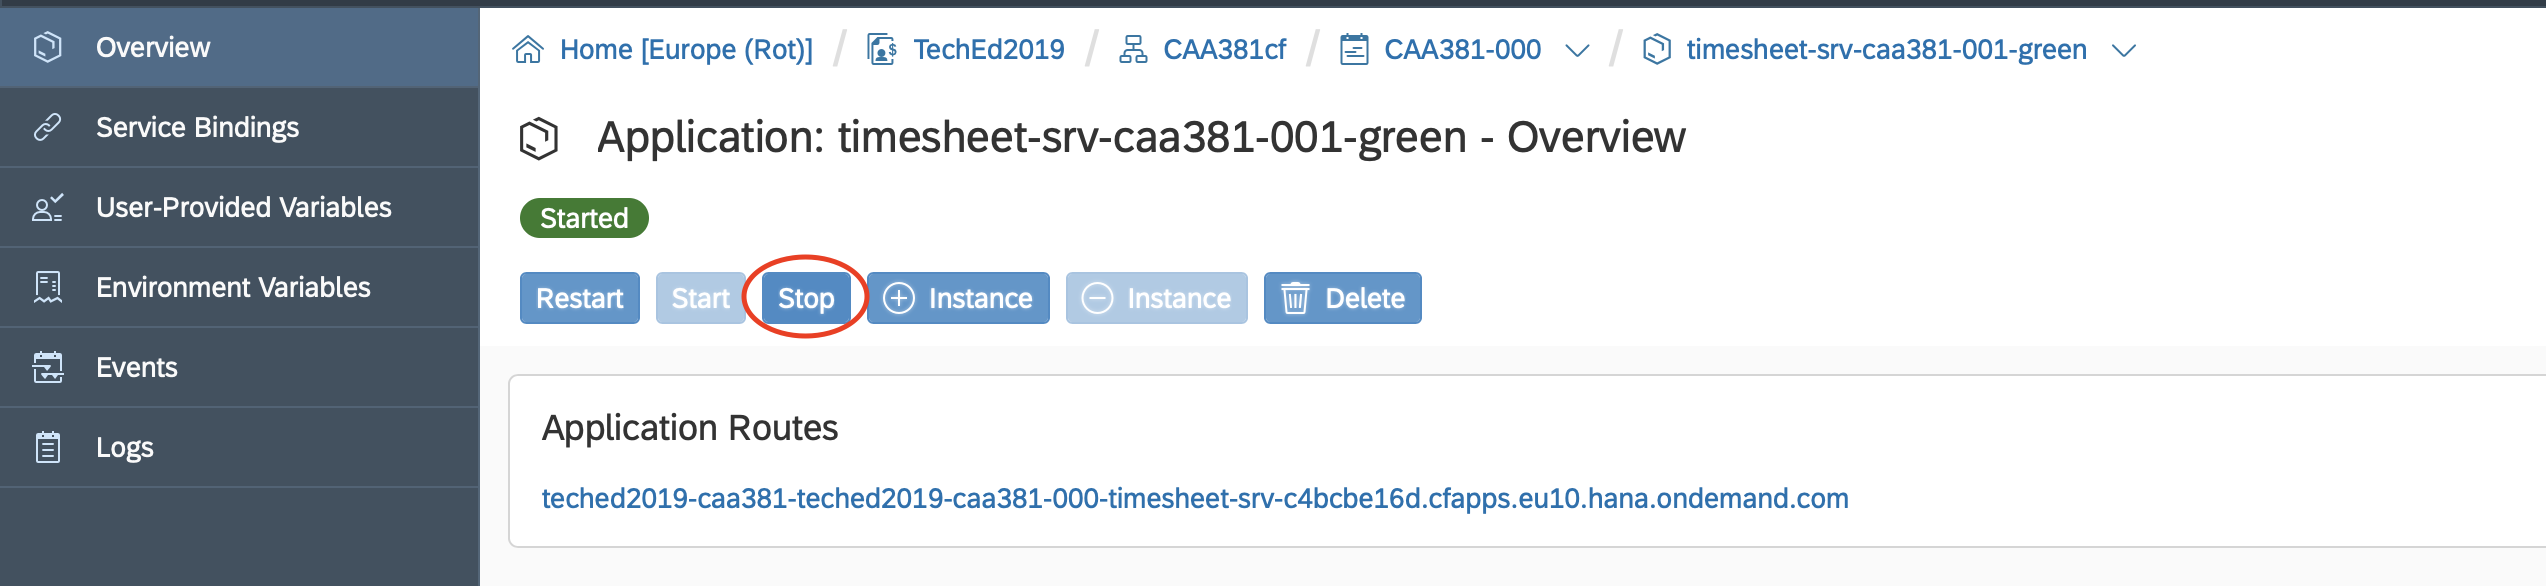 Overview
Service Bindings
User-Provided Variables
Environment Variables
Events
Logs
Home [Europe (Rot)] / TechEd2019 / CAA381cf / CAA381-000 / timesheet-srv-caa381-001-green
Application: timesheet-srv-caa381-001-green - Overview
Started
Restart Start Stop Instance Instance Delete
Application Routes
teched2019-caa381-teched2019-caa381-000-timesheet-srv-c4bcbe16d.cfapps.eu10.hana.ondemand.com